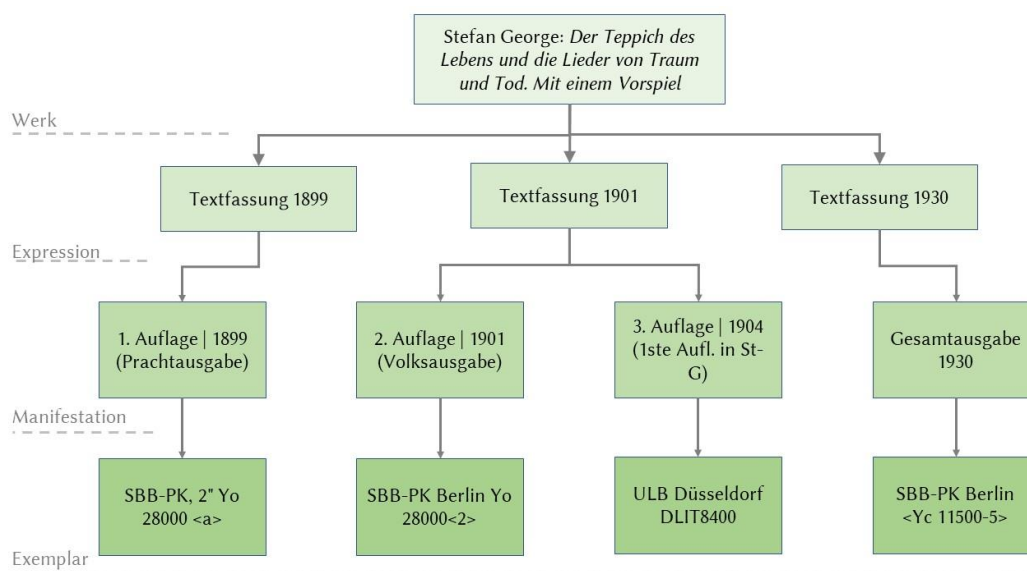 Stefan George: Der Teppich des
Lebens und die Lieder von Traum
und Tod. Mit einem Vorspiel
Werk
Textfassung 1899
Textfassung 1901
Textfassung 1930
Expression
1. Auflage | 1899
(Prachtausgabe)
2. Auflage | 1901
(Volksausgabe)
3. Auflage | 1904
(1ste Aufl. in St-
G)
Gesamtausgabe
1930
Manifestation
SBB-PK, 2" Yo
28000 <a>
SBB-PK Berlin Yo
28000<2>
ULB Düsseldorf
DLIT8400
SBB-PK Berlin
<Yc 11500-5>
Exemplar